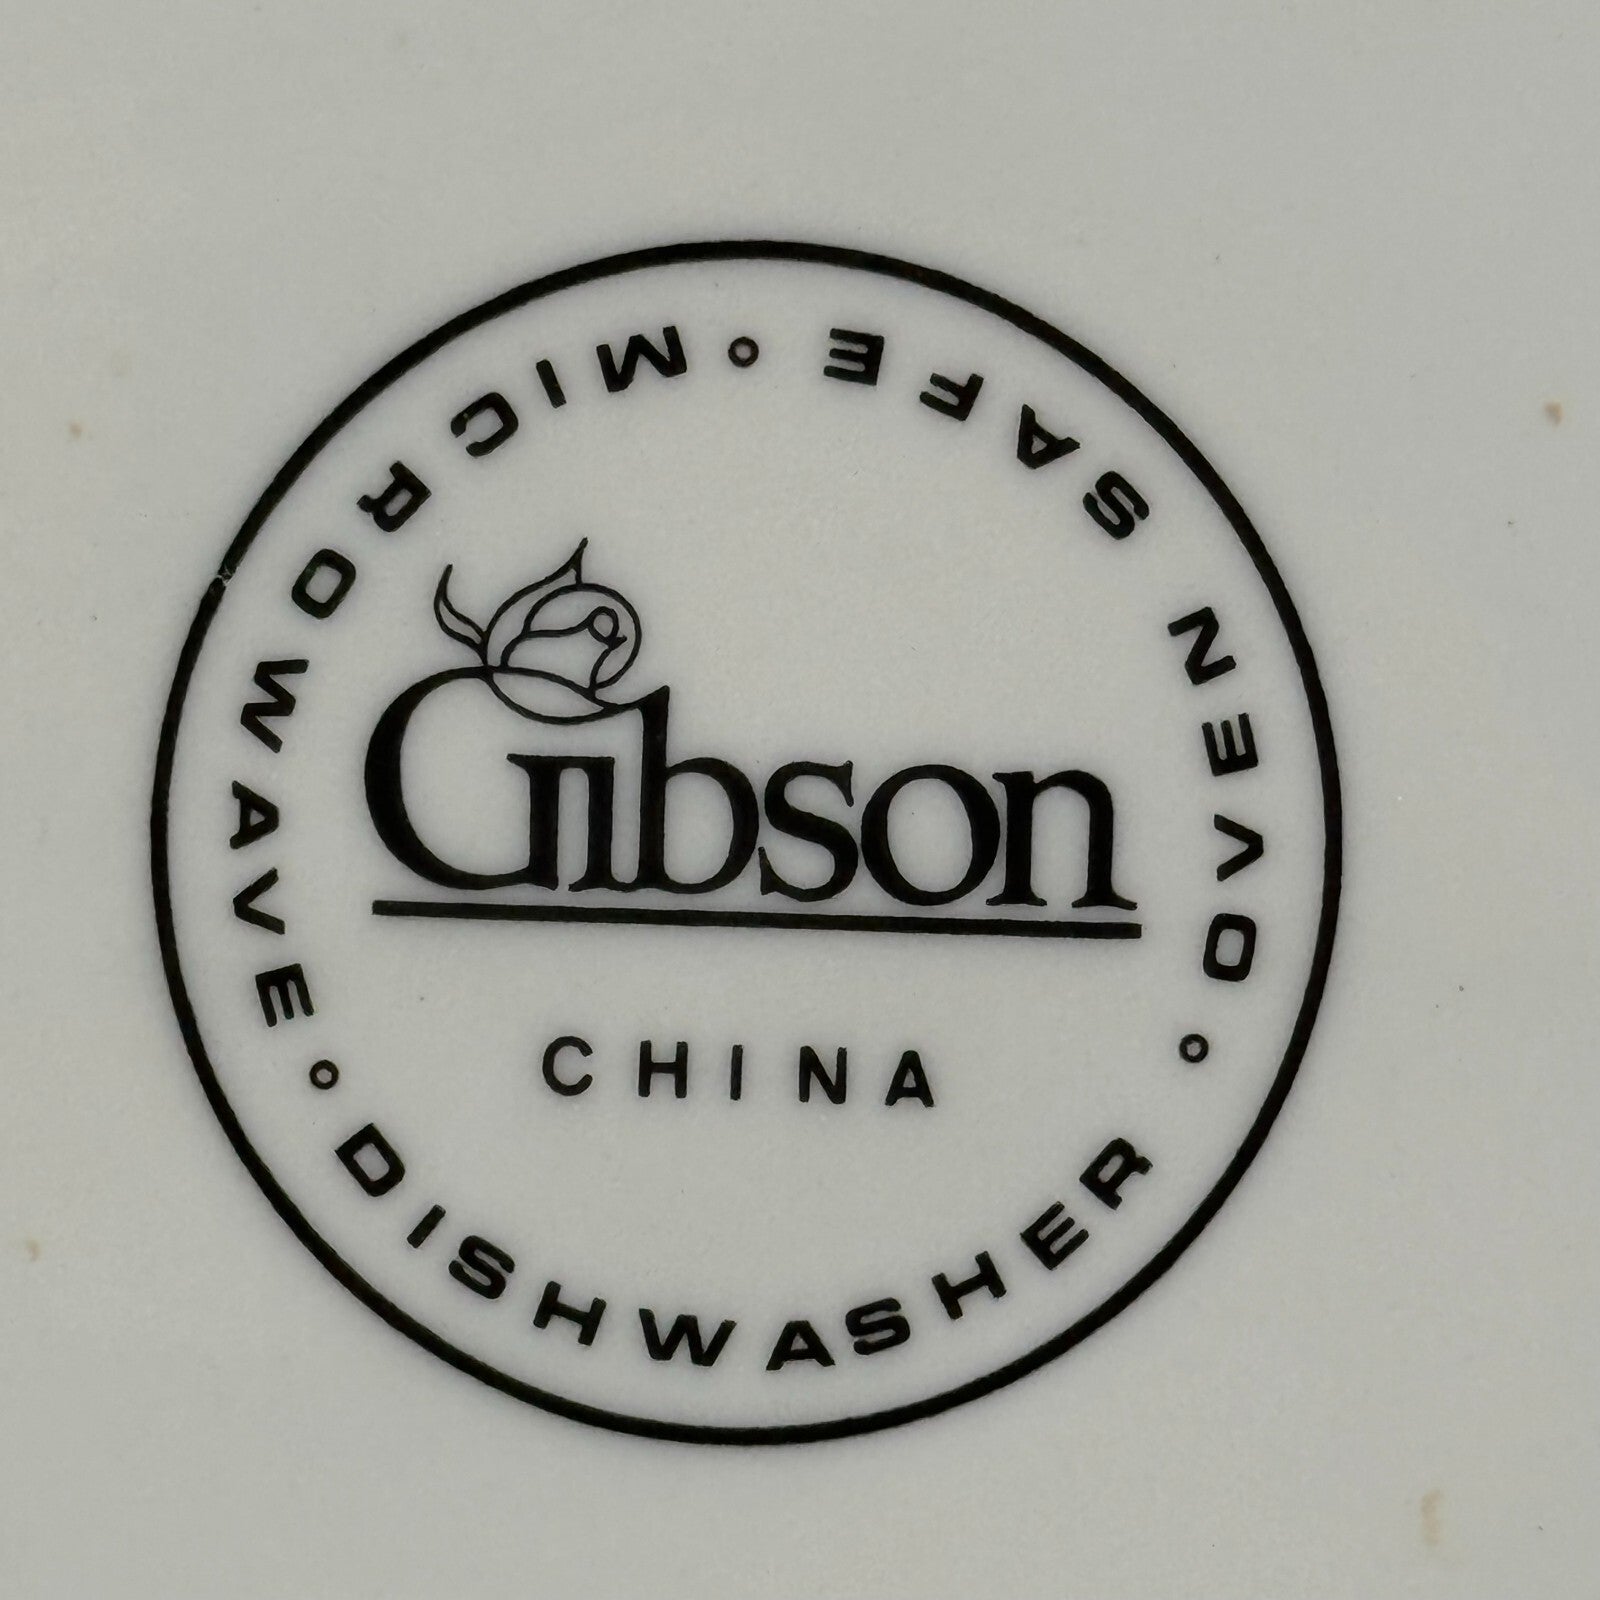 Gibson
CHINA
MICROWAVE · DISHWASHER · OVEN SAFE ·